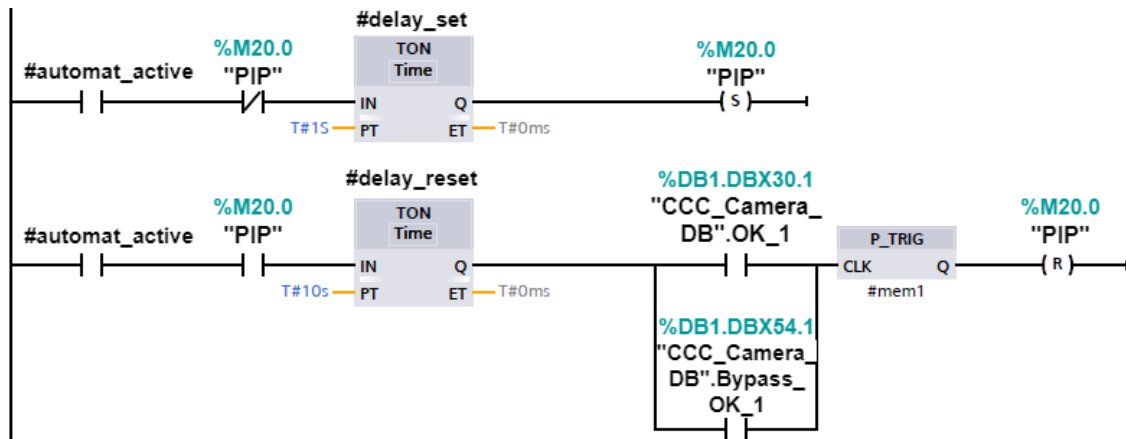 #delay_set
%M20.0
"PIP"
#automat_active
TON
Time
IN
Q
T#1S
PT
ET
T#0ms
%M20.0
"PIP"
S
#delay_reset
%M20.0
"PIP"
#automat_active
TON
Time
IN
Q
T#10s
PT
ET
T#0ms
%DB1.DBX30.1
"CCC_Camera_
DB".OK_1
P_TRIG
CLK
Q
#mem1
%M20.0
"PIP"
R
%DB1.DBX54.1
"CCC_Camera_
DB".Bypass_
OK_1